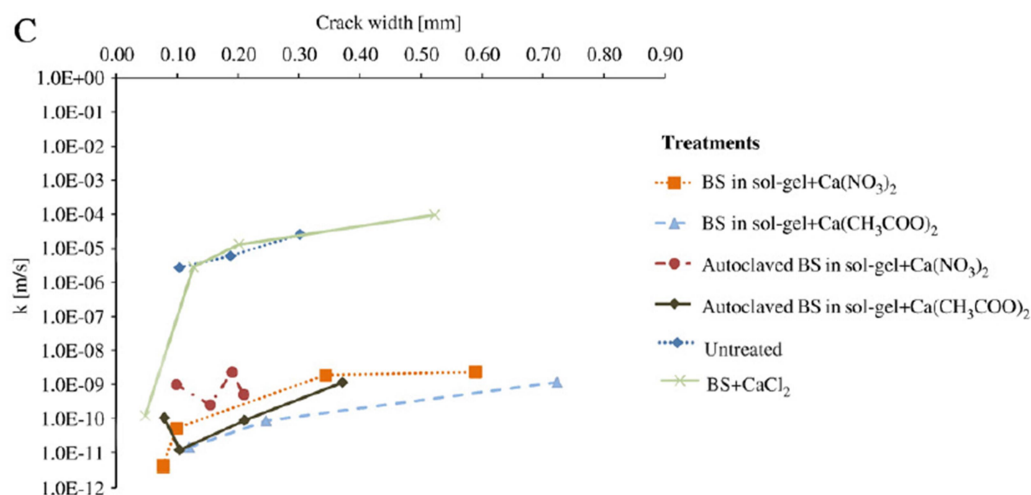 C
Crack width [mm]
0.00 0.10 0.20 0.30 0.40 0.50 0.60 0.70 0.80 0.90
1.0E+00
1.0E-01
1.0E-02
1.0E-03
1.0E-04
1.0E-05
1.0E-06
1.0E-07
1.0E-08
1.0E-09
1.0E-10
1.0E-11
1.0E-12
k [m/s]
Treatments
BS in sol-gel+Ca(NO₃)₂
BS in sol-gel+Ca(CH₃COO)₂
Autoclaved BS in sol-gel+Ca(NO₃)₂
Autoclaved BS in sol-gel+Ca(CH₃COO)₂
Untreated
BS+CaCl₂